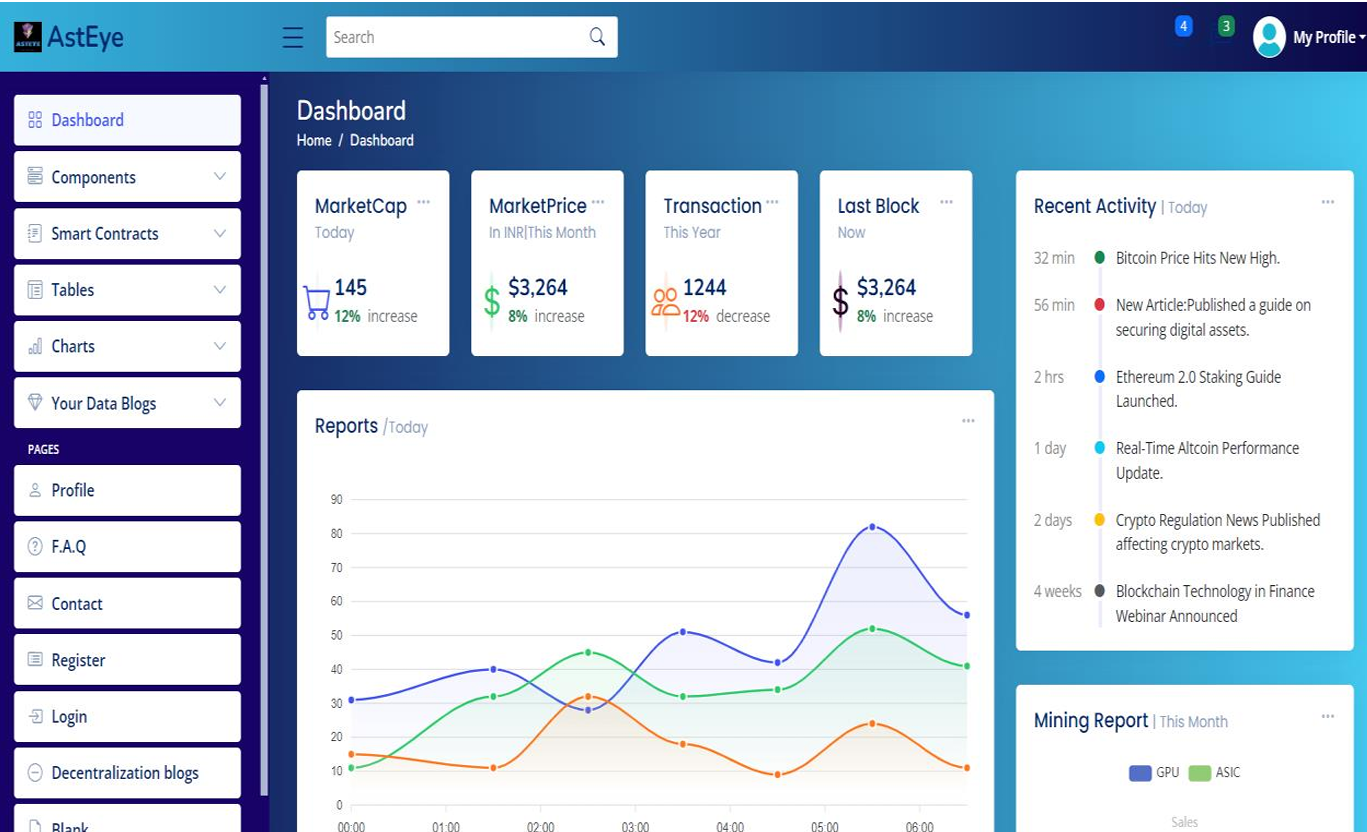 ASTEYE
AstEye
Search
4
3
My Profile
Dashboard
Components
Smart Contracts
Tables
Charts
Your Data Blogs
PAGES
Profile
F.A.Q
Contact
Register
Login
Decentralization blogs
Blank
Dashboard
Home / Dashboard
MarketCap ...
Today
145
12% increase
MarketPrice ...
In INR|This Month
$3,264
8% increase
Transaction ...
This Year
1244
12% decrease
Last Block ...
Now
$3,264
8% increase
Reports /Today ...
90
80
70
60
50
40
30
20
10
0
00:00 01:00 02:00 03:00 04:00 05:00 06:00
Recent Activity | Today ...
32 min Bitcoin Price Hits New High.
56 min New Article:Published a guide on
securing digital assets.
2 hrs Ethereum 2.0 Staking Guide
Launched.
1 day Real-Time Altcoin Performance
Update.
2 days Crypto Regulation News Published
affecting crypto markets.
4 weeks Blockchain Technology in Finance
Webinar Announced
Mining Report | This Month ...
GPU ASIC
Sales